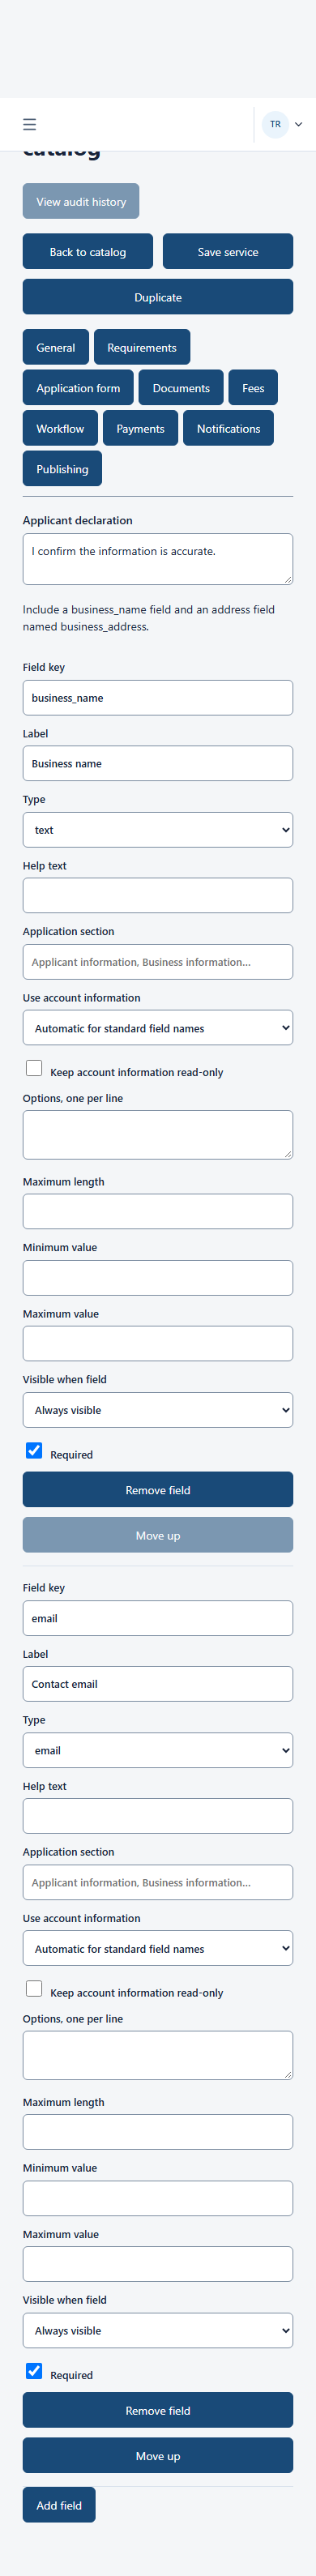 TR
catalog
View audit history
Back to catalog
Save service
Duplicate
General
Requirements
Application form
Documents
Fees
Workflow
Payments
Notifications
Publishing
Applicant declaration
I confirm the information is accurate.
Include a business_name field and an address field
named business_address.
Field key
business_name
Label
Business name
Type
text
Help text
Application section
Applicant information, Business information...
Use account information
Automatic for standard field names
Keep account information read-only
Options, one per line
Maximum length
Minimum value
Maximum value
Visible when field
Always visible
Required
Remove field
Move up
Field key
email
Label
Contact email
Type
email
Help text
Application section
Applicant information, Business information...
Use account information
Automatic for standard field names
Keep account information read-only
Options, one per line
Maximum length
Minimum value
Maximum value
Visible when field
Always visible
Required
Remove field
Move up
Add field